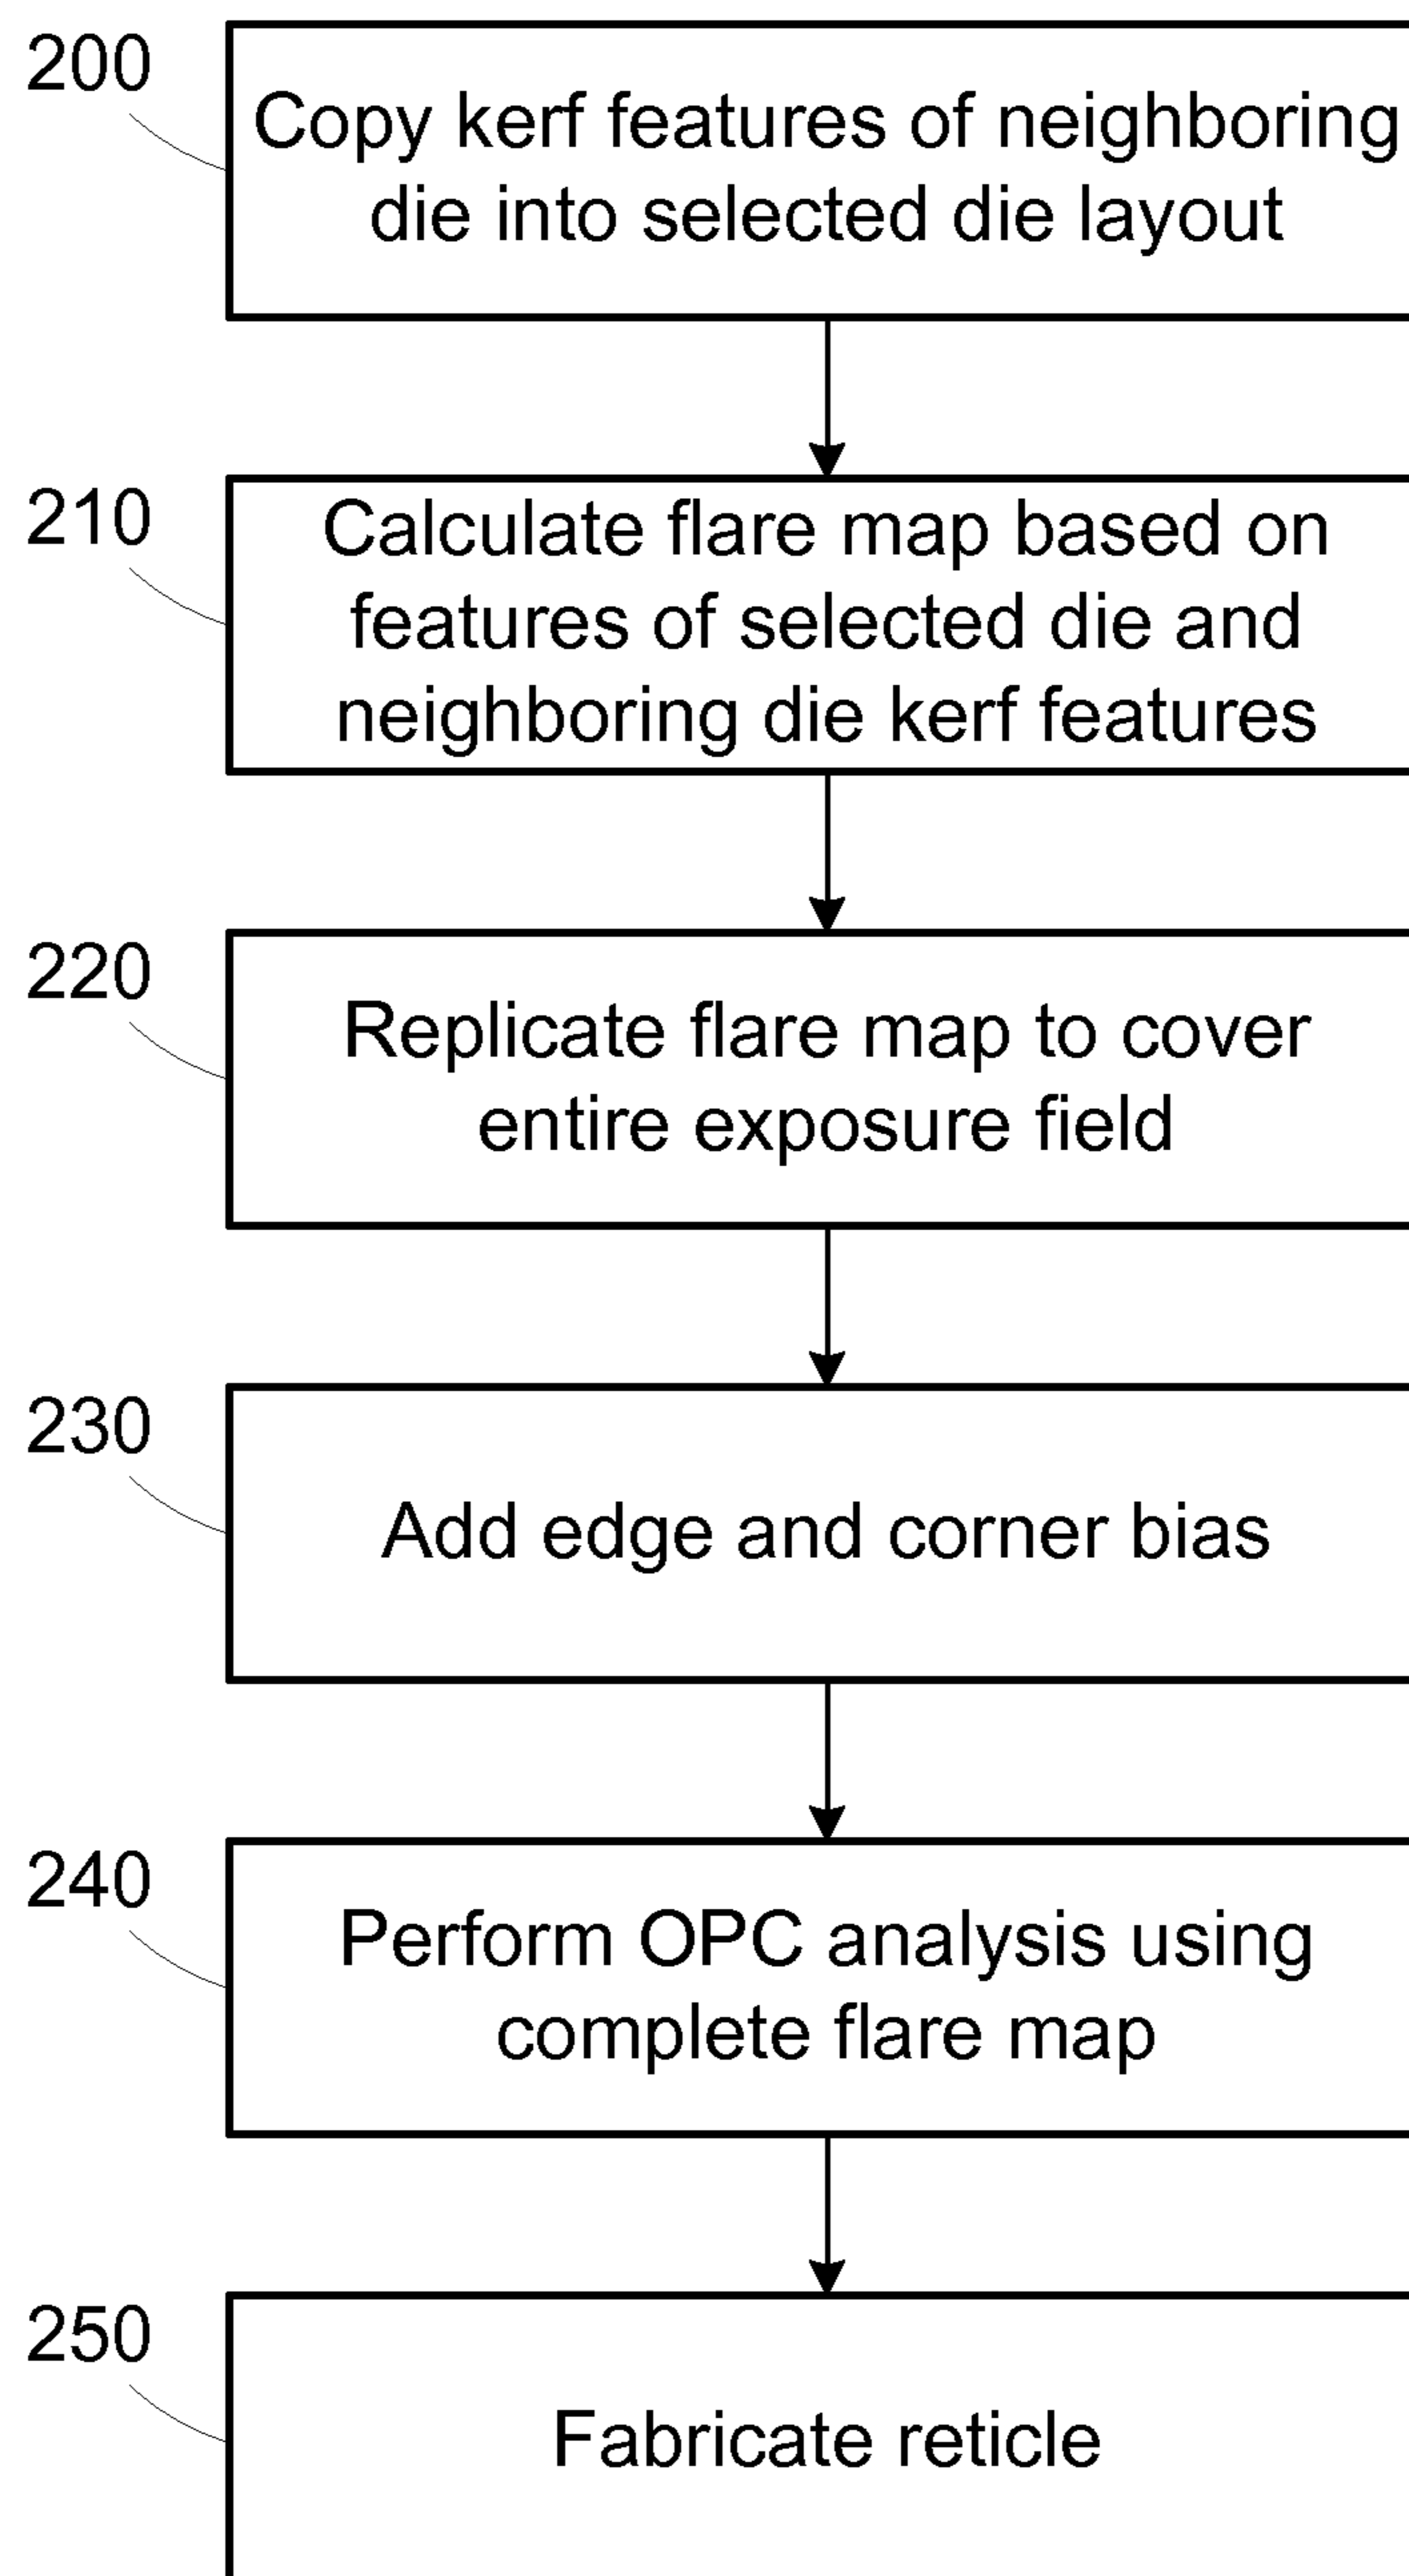 200
Copy kerf features of neighboring
die into selected die layout
210
Calculate flare map based on
features of selected die and
neighboring die kerf features
220
Replicate flare map to cover
entire exposure field
230
Add edge and corner bias
240
Perform OPC analysis using
complete flare map
250
Fabricate reticle